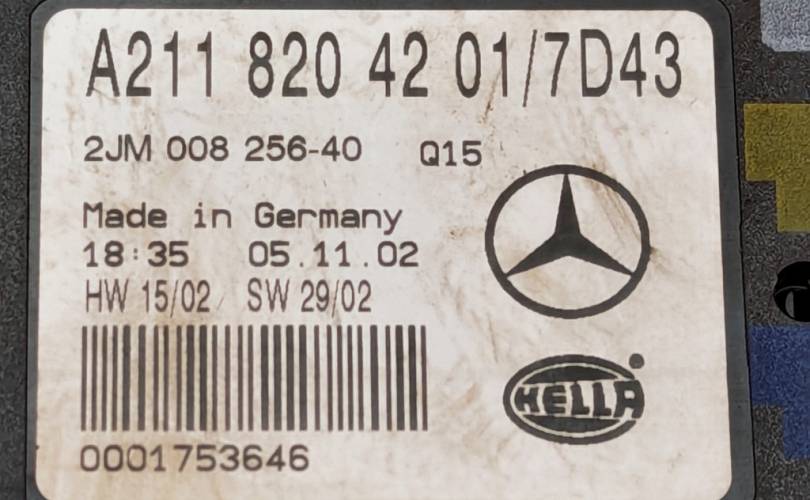 A211 820 42 01/7D43
2JM 008 256-40 Q15
Made in Germany
18:35 05.11.02
HW 15/02 SW 29/02
0001753646
HELLA